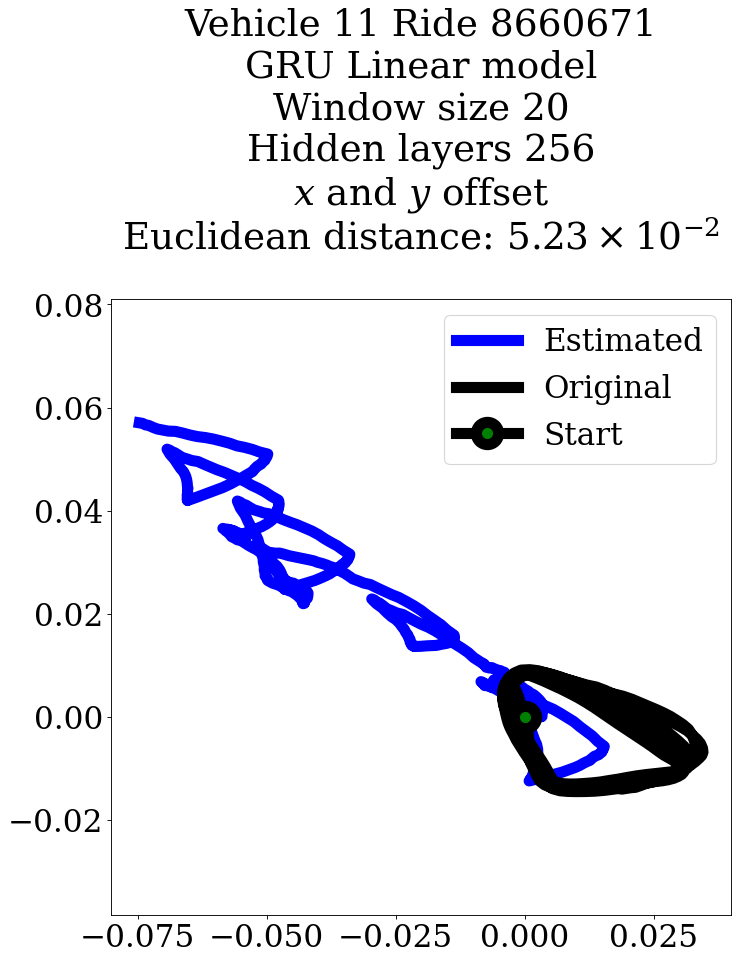 Vehicle 11 Ride 8660671
GRU Linear model
Window size 20
Hidden layers 256
x and y offset
Euclidean distance: 5.23 × 10⁻²
Estimated
Original
Start
0.08
0.06
0.04
0.02
0.00
−0.02
−0.075 −0.050 −0.025 0.000 0.025